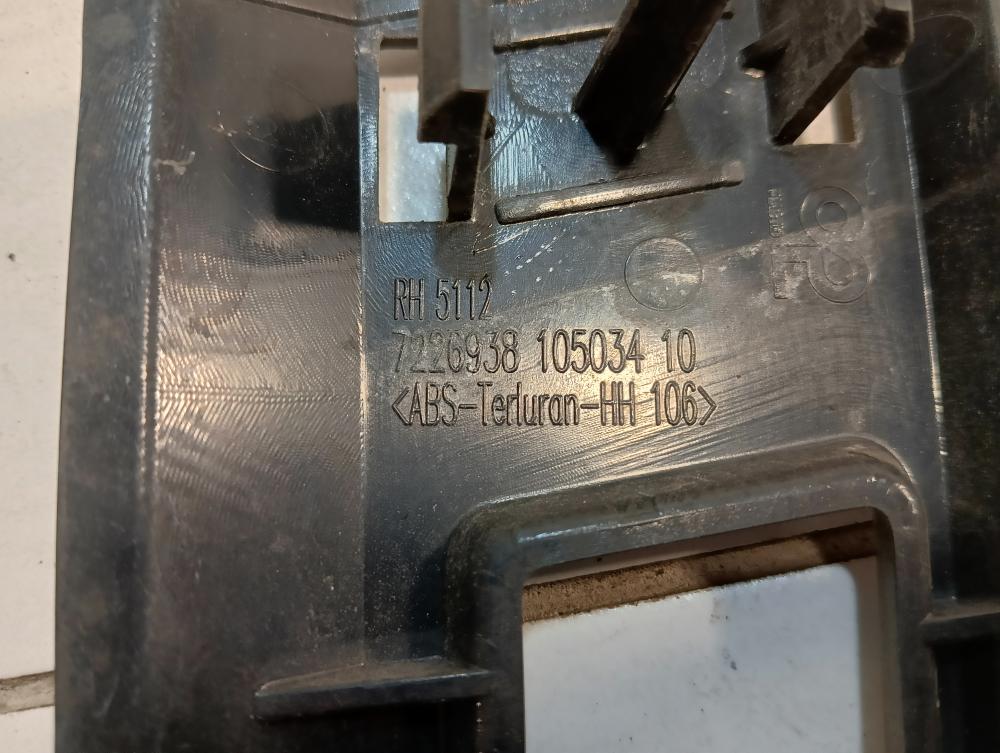 RH 5112
7226938 105034 10
<ABS-Terluran-HH 106>